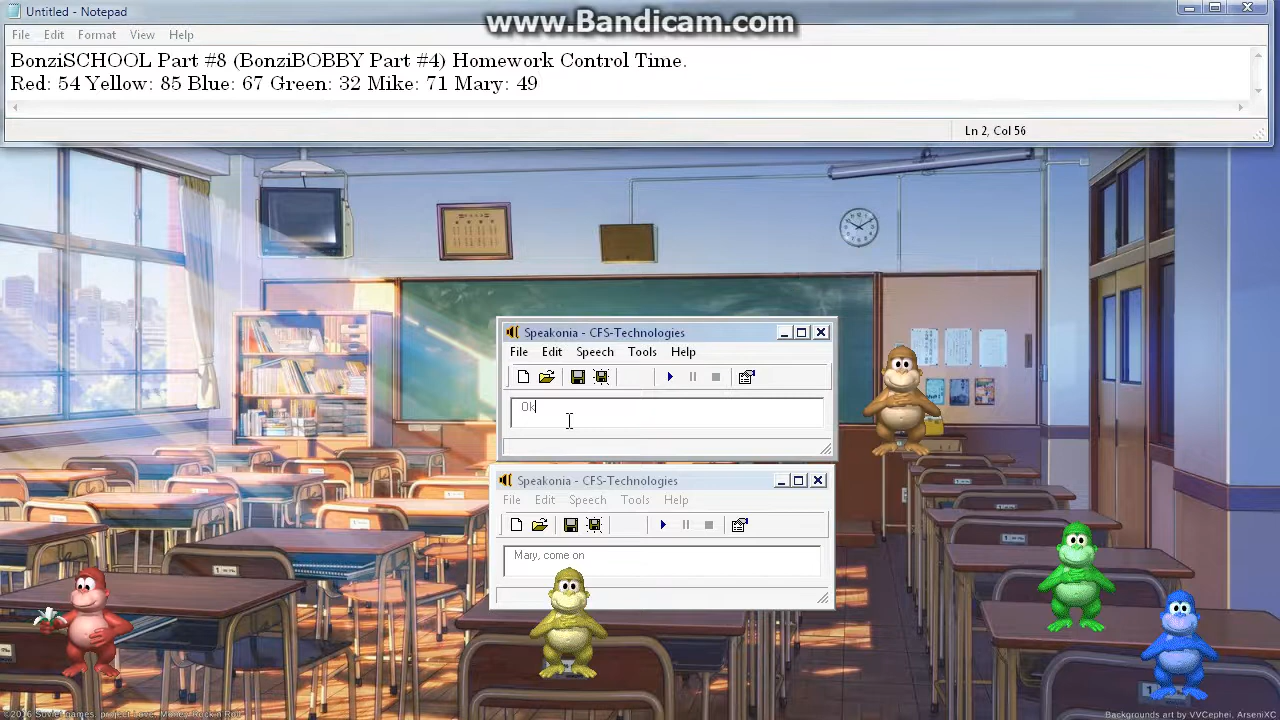 www.Bandicam.com
Untitled - Notepad
File Edit Format View Help
BonziSCHOOL Part #8 (BonziBOBBY Part #4) Homework Control Time.
Red: 54 Yellow: 85 Blue: 67 Green: 32 Mike: 71 Mary: 49
Ln 2, Col 56
Speakonia - CFS-Technologies
File Edit Speech Tools Help
Ok
Speakonia - CFS-Technologies
File Edit Speech Tools Help
Mary, come on
Backgrounds art by VVCephei, ArseniXC